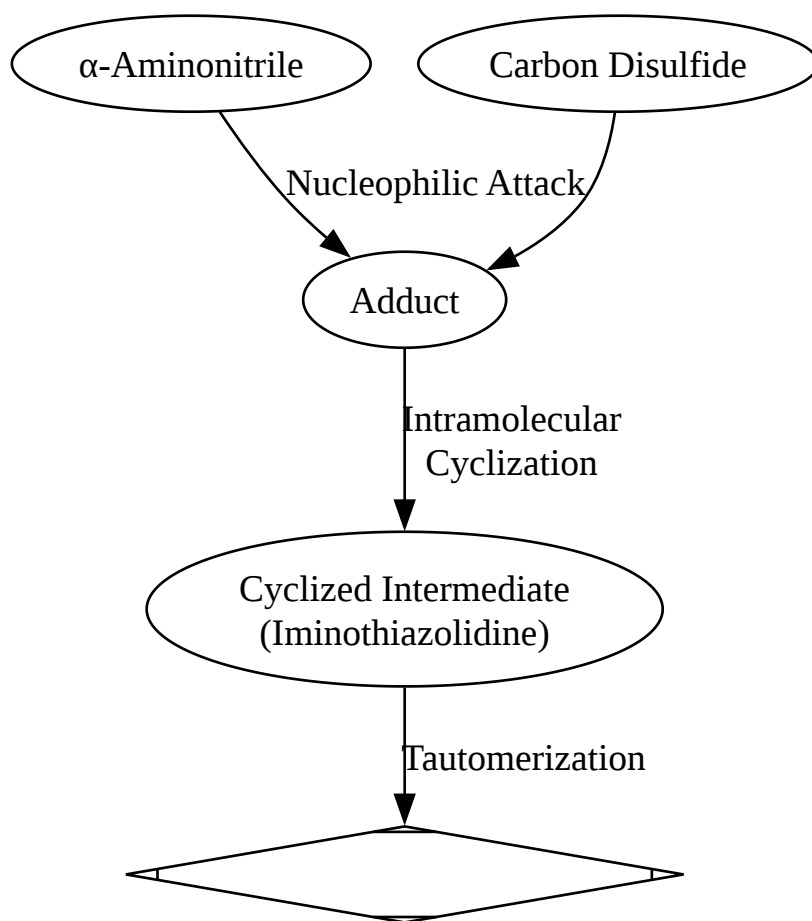 α-Aminonitrile
Carbon Disulfide
Nucleophilic Attack
Adduct
Intramolecular
Cyclization
Cyclized Intermediate
(Iminothiazolidine)
Tautomerization